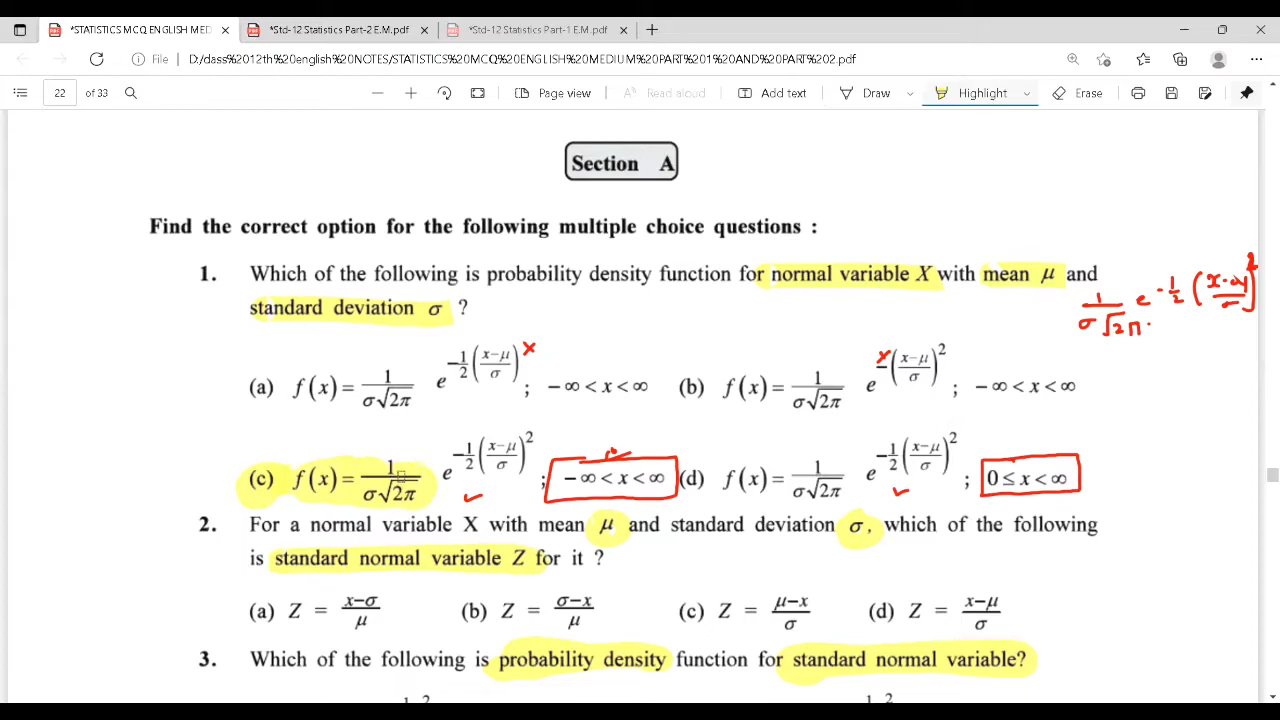 *STATISTICS MCQ ENGLISH MED
*Std-12 Statistics Part-2 E.M.pdf
*Std-12 Statistics Part-1 E.M.pdf
File D:/class%2012th%20english%20NOTES/STATISTICS%20MCQ%20ENGLISH%20MEDIUM%20PART%201%20AND%20PART%202.pdf
22 of 33 Page view Read aloud Add text Draw Highlight Erase
Section A
Find the correct option for the following multiple choice questions :
1. Which of the following is probability density function for normal variable X with mean μ and
standard deviation σ ?
1/(σ√2π) e^(-1/2 ((x-μ)/σ)^2)
(a) f(x) = 1/(σ√2π) e^(-1/2 ((x-μ)/σ)) × ; -∞ < x < ∞ (b) f(x) = 1/(σ√2π) e^(-((x-μ)/σ)^2) × ; -∞ < x < ∞
(c) f(x) = 1/(σ√2π) e^(-1/2 ((x-μ)/σ)^2) ✓ ; -∞ < x < ∞ (d) f(x) = 1/(σ√2π) e^(-1/2 ((x-μ)/σ)^2) ✓ ; 0 ≤ x < ∞
2. For a normal variable X with mean μ and standard deviation σ, which of the following
is standard normal variable Z for it ?
(a) Z = (x-σ)/μ (b) Z = (σ-x)/μ (c) Z = (μ-x)/σ (d) Z = (x-μ)/σ
3. Which of the following is probability density function for standard normal variable?